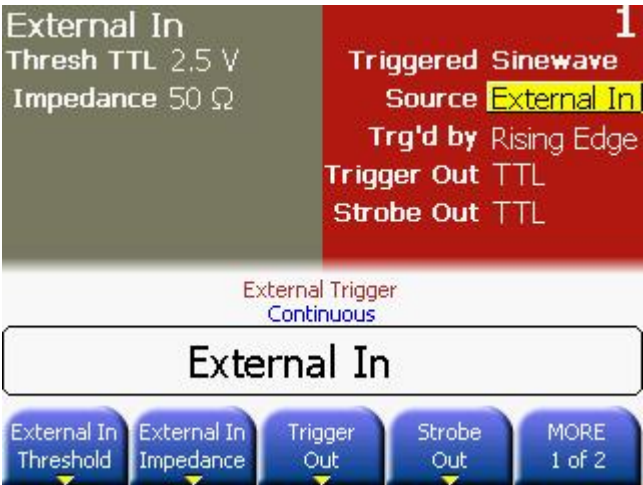 External In
Thresh TTL 2.5 V
Impedance 50 Ω
1
Triggered Sinewave
Source External In
Trg'd by Rising Edge
Trigger Out TTL
Strobe Out TTL
External Trigger
Continuous
External In
External In Threshold
External In Impedance
Trigger Out
Strobe Out
MORE 1 of 2